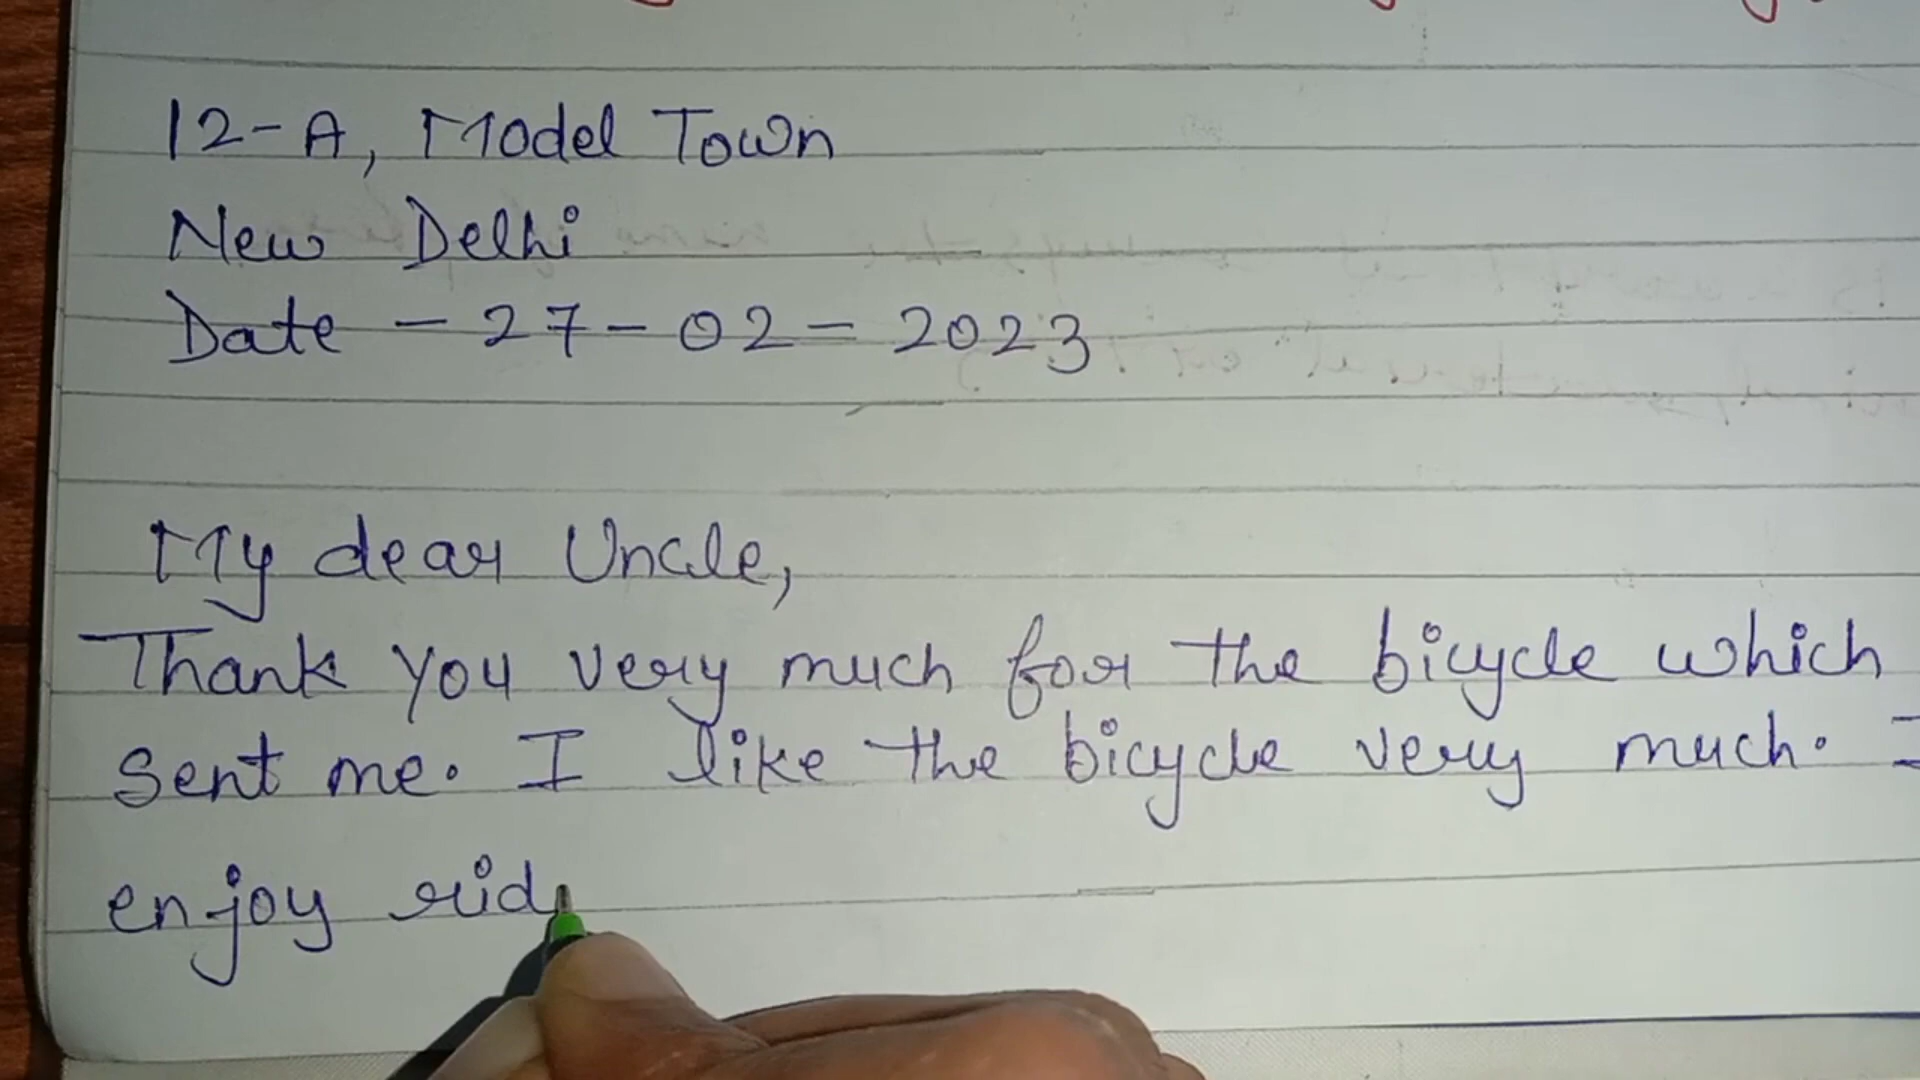 12-A, Model Town
New Delhi
Date - 27-02-2023
My dear Uncle,
Thank you very much for the bicycle which
Sent me. I like the bicycle very much. I
enjoy rid